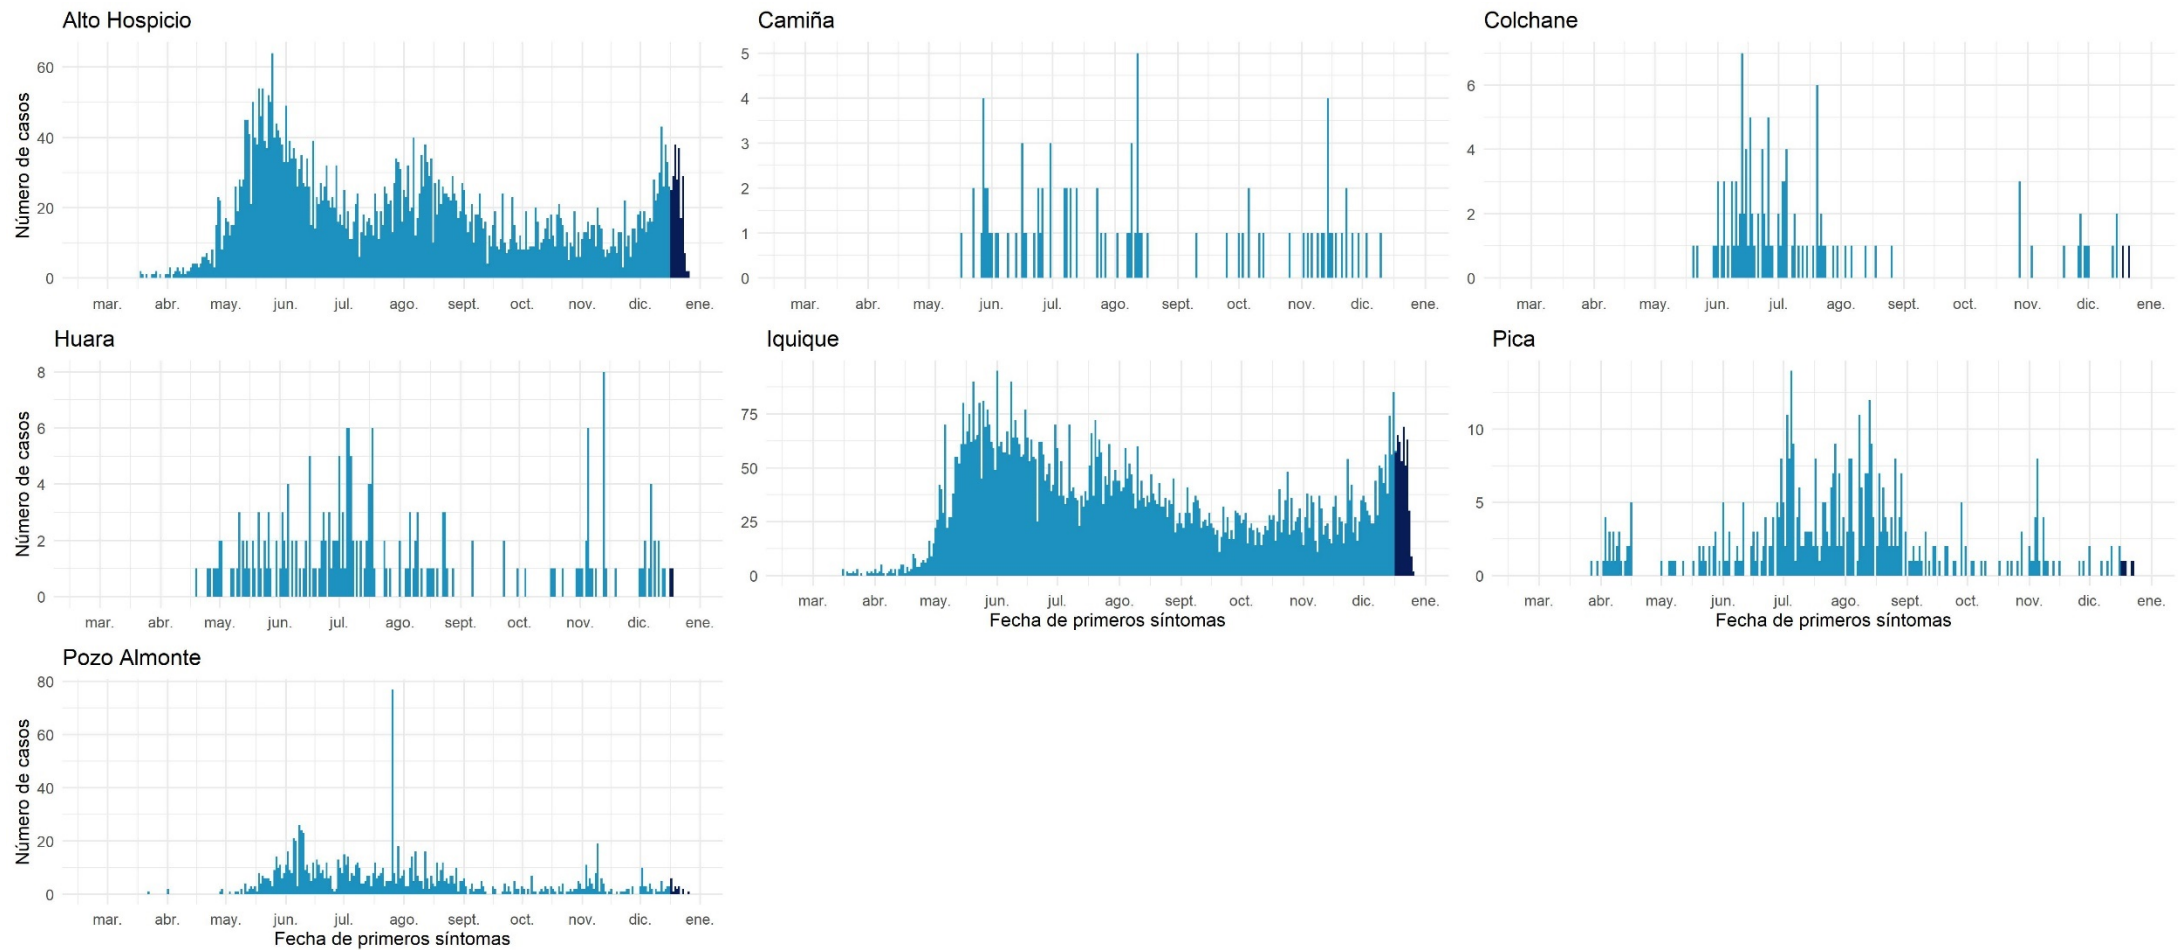 Alto Hospicio
Camiña
Colchane
Número de casos
60
40
20
0
mar. abr. may. jun. jul. ago. sept. oct. nov. dic. ene.
5
4
3
2
1
0
mar. abr. may. jun. jul. ago. sept. oct. nov. dic. ene.
6
4
2
0
mar. abr. may. jun. jul. ago. sept. oct. nov. dic. ene.
Huara
Iquique
Pica
Número de casos
8
6
4
2
0
mar. abr. may. jun. jul. ago. sept. oct. nov. dic. ene.
75
50
25
0
mar. abr. may. jun. jul. ago. sept. oct. nov. dic. ene.
Fecha de primeros síntomas
10
5
0
mar. abr. may. jun. jul. ago. sept. oct. nov. dic. ene.
Fecha de primeros síntomas
Pozo Almonte
Número de casos
80
60
40
20
0
mar. abr. may. jun. jul. ago. sept. oct. nov. dic. ene.
Fecha de primeros síntomas